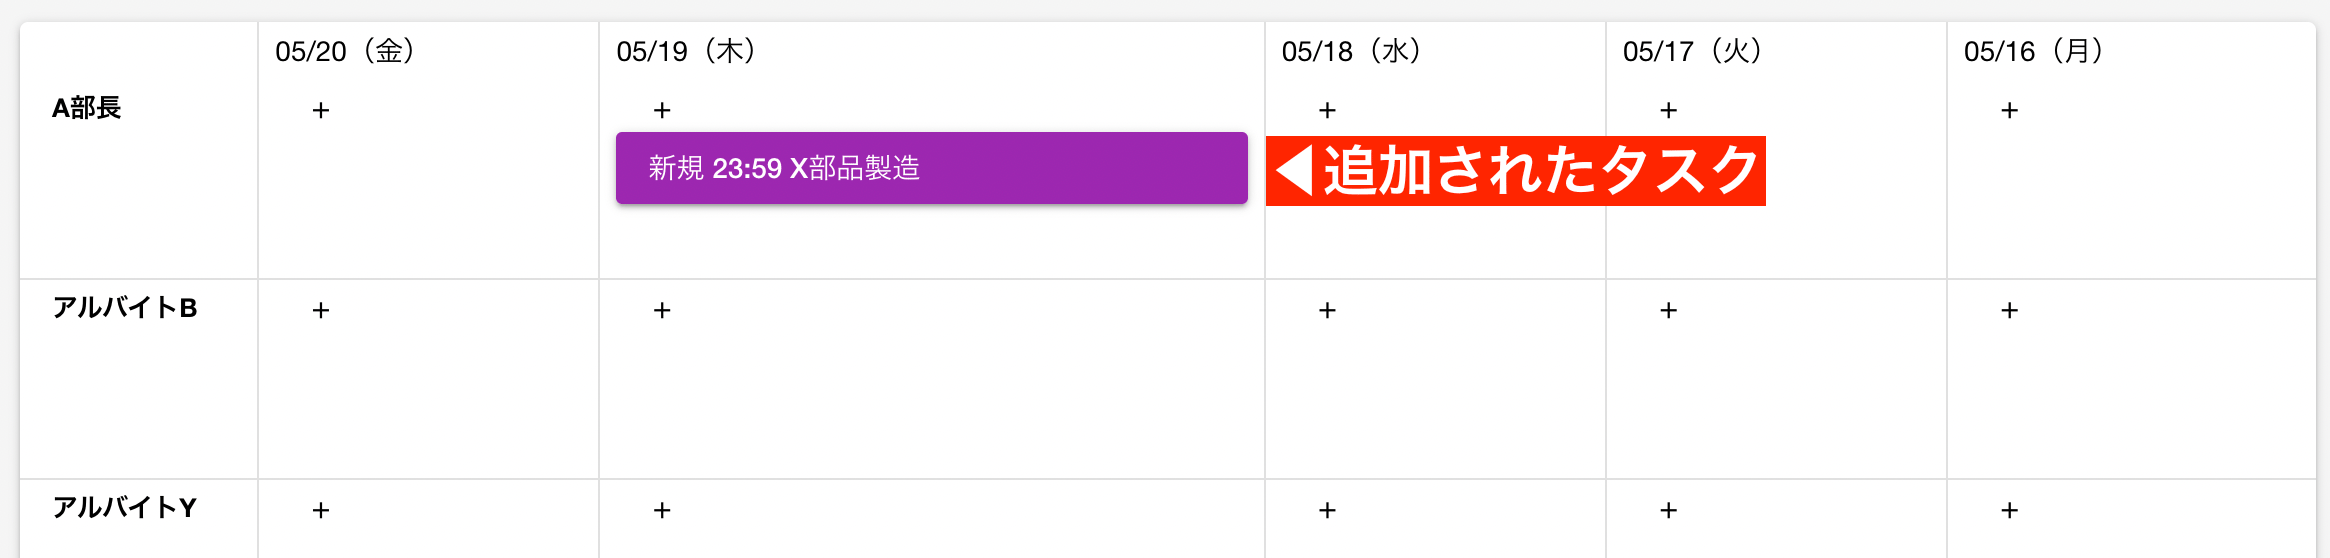 05/20（金） 05/19（木） 05/18（水） 05/17（火） 05/16（月）
A部長 + + + + +
新規 23:59 X部品製造 ◀追加されたタスク
アルバイトB + + + + +
アルバイトY + + + + +